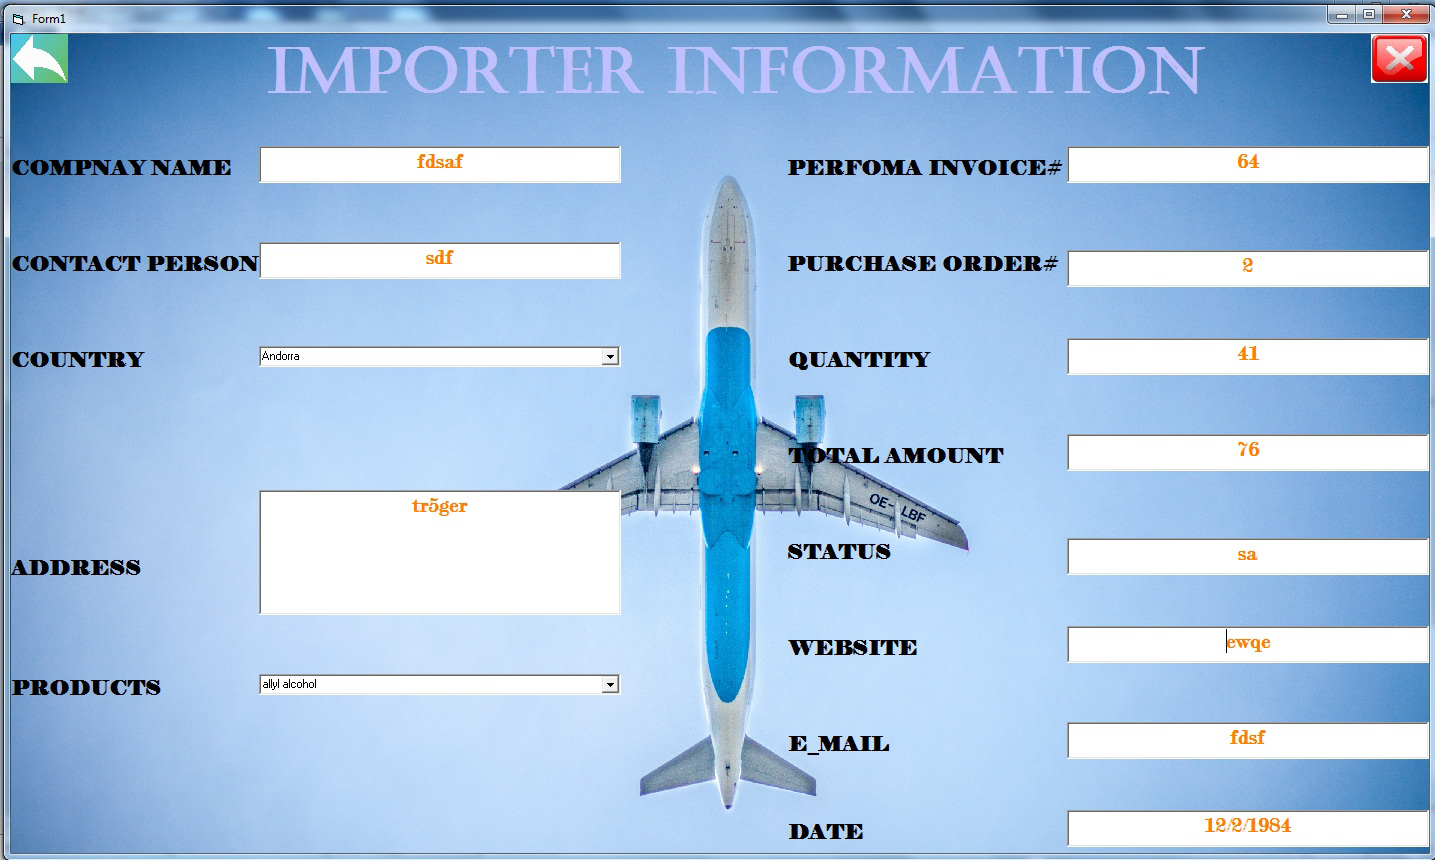 Form1
IMPORTER INFORMATION
COMPNAY NAME fdsaf
PERFOMA INVOICE# 64
CONTACT PERSON sdf
PURCHASE ORDER# 2
COUNTRY Andorra
QUANTITY 41
TOTAL AMOUNT 76
OE-LBF
ADDRESS tr5ger
STATUS sa
WEBSITE ewqe
PRODUCTS allyl alcohol
E_MAIL fdsf
DATE 12/2/1984